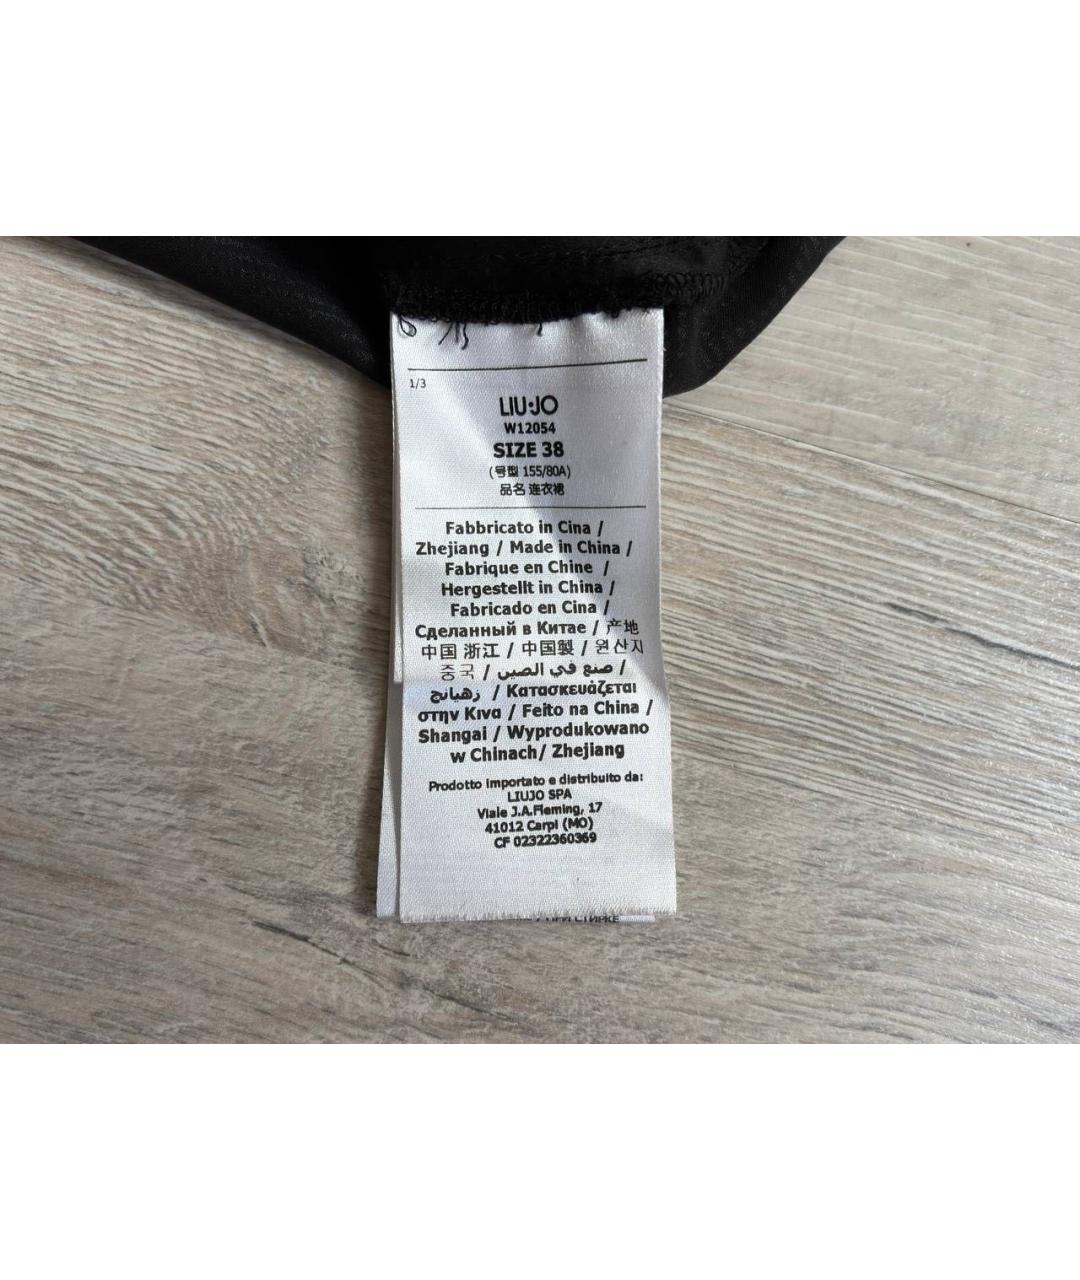 1/3
LIU·JO
W12054
SIZE 38
(号型 155/80A)
品名 连衣裙
Fabbricato in Cina /
Zhejiang / Made in China /
Fabrique en Chine /
Hergestellt in China /
Fabricado en Cina /
Сделанный в Китае / 产地
中国 浙江 / 中国製 / 원산지
중국 / صنع في الصين /
زهيانج / Κατασκευάζεται
στην Κινα / Feito na China /
Shangai / Wyprodukowano
w Chinach/ Zhejiang
Prodotto importato e distribuito da:
LIUJO SPA
Viale J.A.Fleming, 17
41012 Carpi (MO)
CF 02322360369
/ ПРИ СТИРКЕ